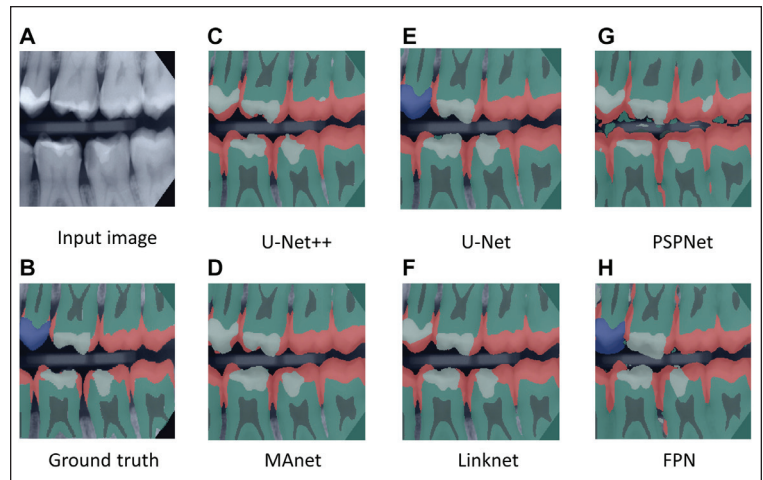 A
C
E
G
Input image
U-Net++
U-Net
PSPNet
B
D
F
H
Ground truth
MAnet
Linknet
FPN